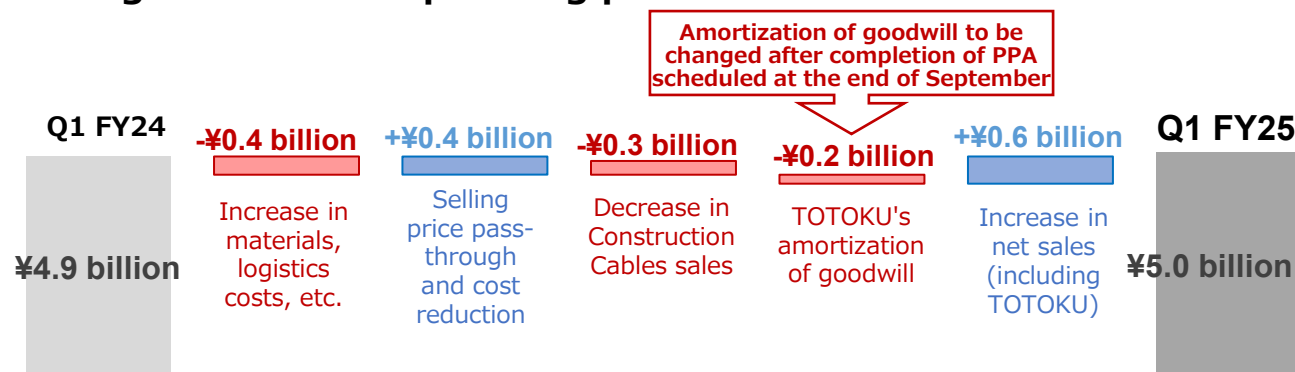 Amortization of goodwill to be
changed after completion of PPA
scheduled at the end of September
Q1 FY24
¥4.9 billion
-¥0.4 billion
Increase in
materials,
logistics
costs, etc.
+¥0.4 billion
Selling
price pass-
through
and cost
reduction
-¥0.3 billion
Decrease in
Construction
Cables sales
-¥0.2 billion
TOTOKU's
amortization
of goodwill
+¥0.6 billion
Increase in
net sales
(including
TOTOKU)
Q1 FY25
¥5.0 billion